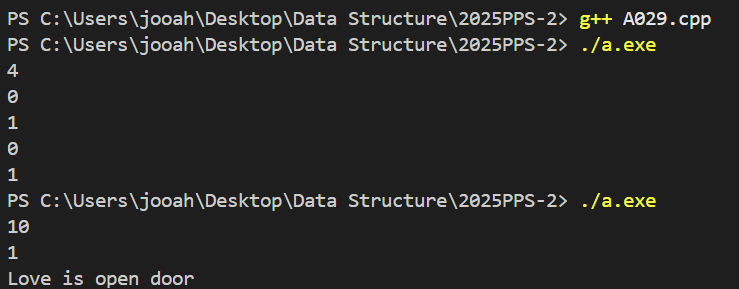 PS C:\Users\jooah\Desktop\Data Structure\2025PPS-2> g++ A029.cpp
PS C:\Users\jooah\Desktop\Data Structure\2025PPS-2> ./a.exe
4
0
1
0
1
PS C:\Users\jooah\Desktop\Data Structure\2025PPS-2> ./a.exe
10
1
Love is open door